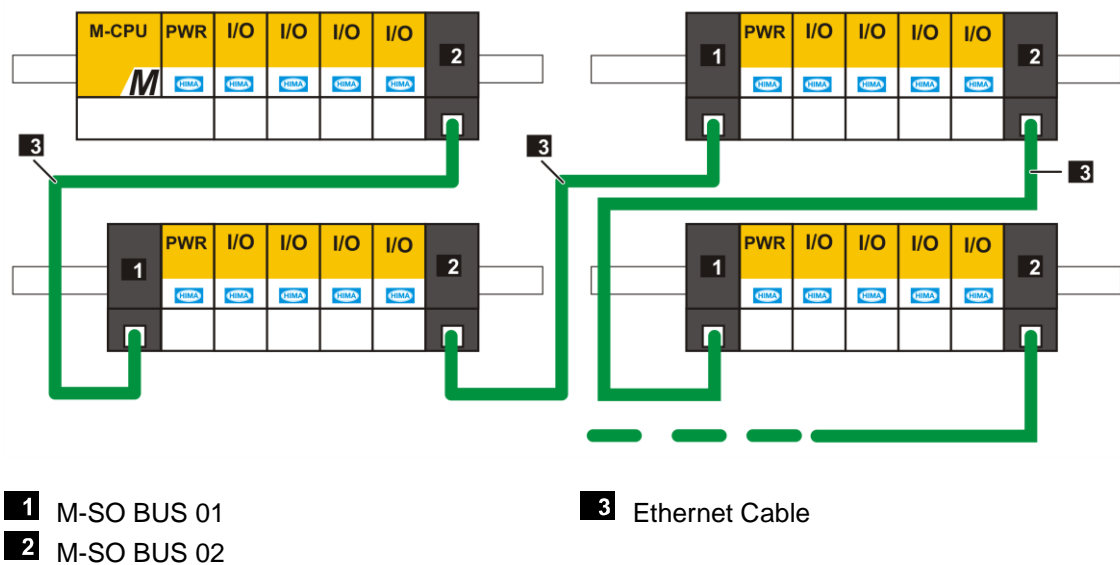 M-CPU PWR I/O I/O I/O I/O 2
M HIMA HIMA HIMA HIMA HIMA
1 PWR I/O I/O I/O I/O 2
HIMA HIMA HIMA HIMA HIMA
3
3
3
1 PWR I/O I/O I/O I/O 2
HIMA HIMA HIMA HIMA HIMA
1 PWR I/O I/O I/O I/O 2
HIMA HIMA HIMA HIMA HIMA
1 M-SO BUS 01
2 M-SO BUS 02
3 Ethernet Cable